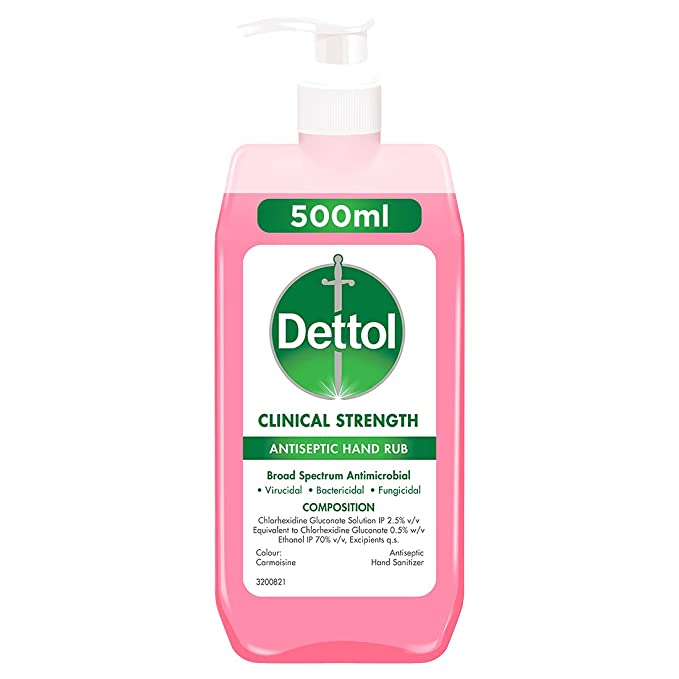 500ml
Dettol
CLINICAL STRENGTH
ANTISEPTIC HAND RUB
Broad Spectrum Antimicrobial
• Virucidal • Bactericidal • Fungicidal
COMPOSITION
Chlorhexidine Gluconate Solution IP 2.5% v/v
Equivalent to Chlorhexidine Gluconate 0.5% w/v
Ethanol IP 70% v/v, Excipients q.s.
Colour:
Carmoisine
Antiseptic
Hand Sanitizer
3200821